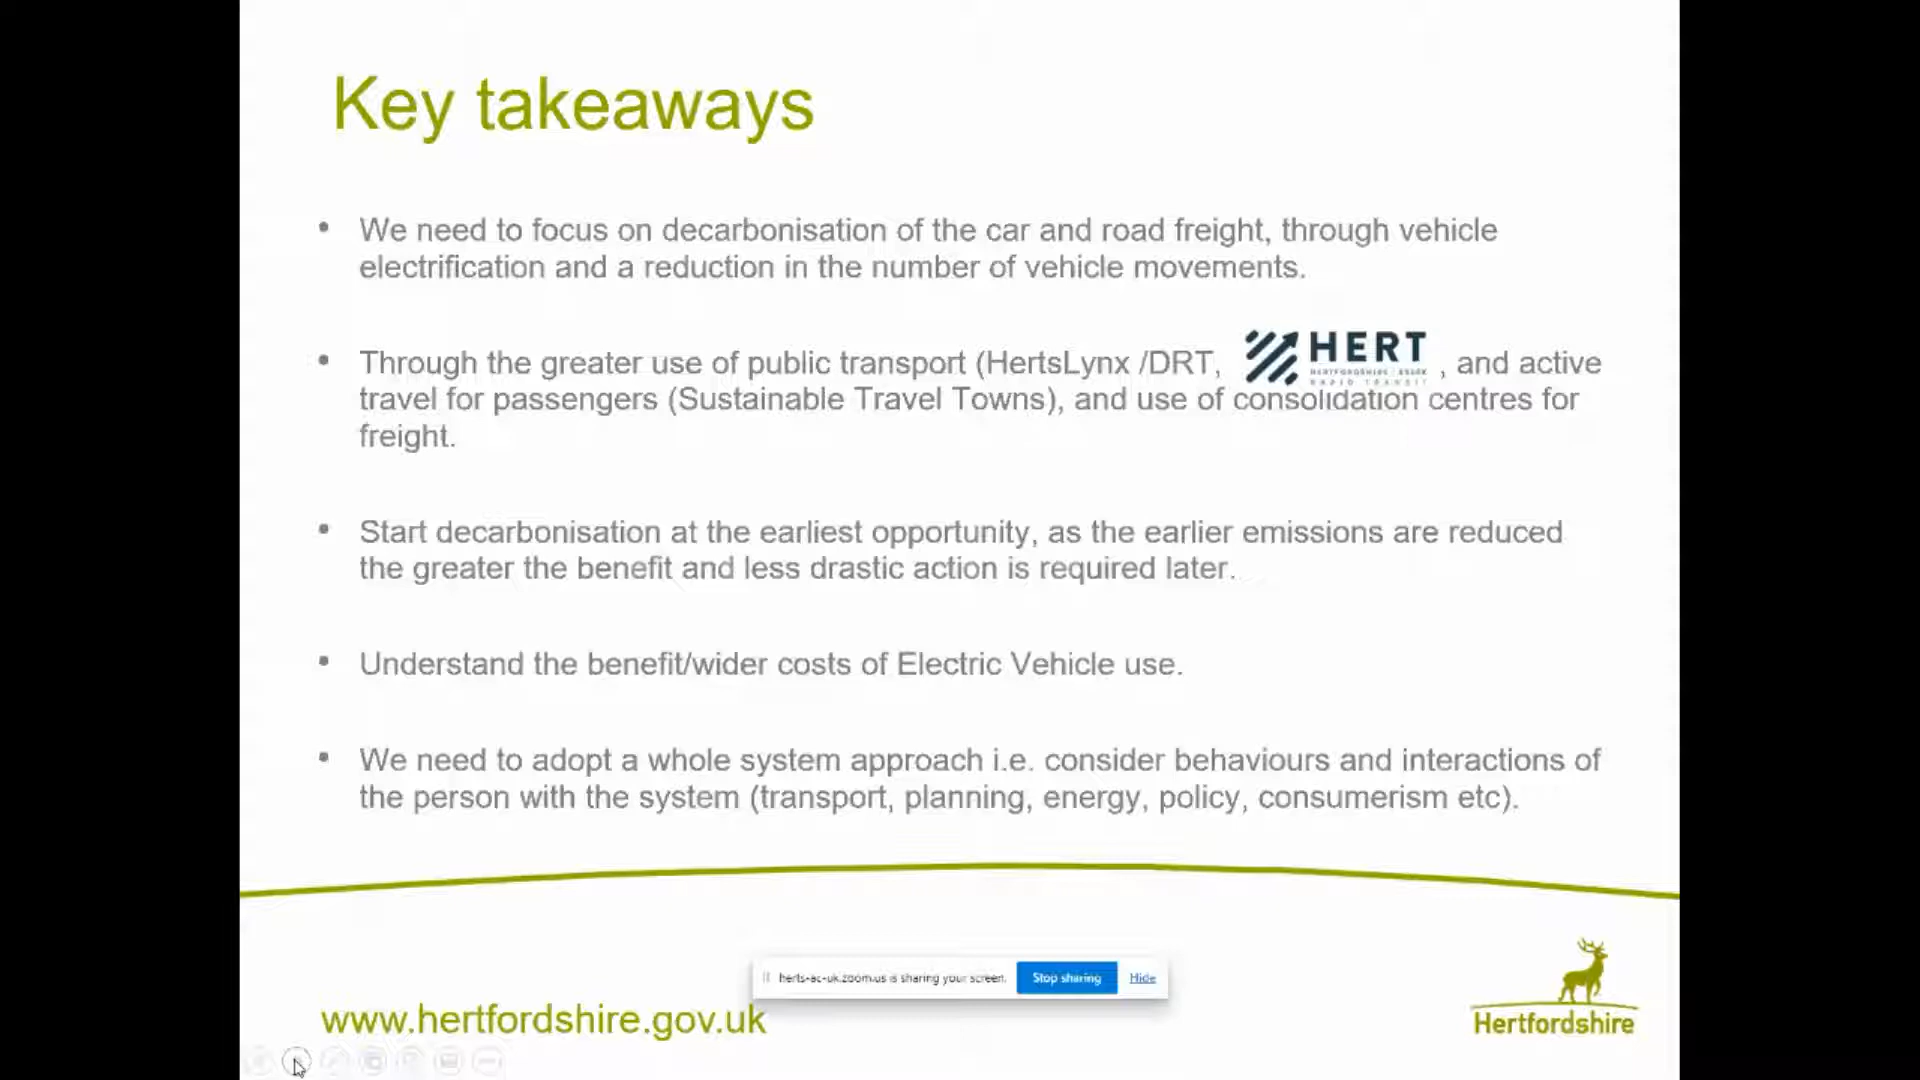 Key takeaways
• We need to focus on decarbonisation of the car and road freight, through vehicle
electrification and a reduction in the number of vehicle movements.
• Through the greater use of public transport (HertsLynx /DRT, HERT , and active
HERTFORDSHIRE ESSEX
RAPID TRANSIT
travel for passengers (Sustainable Travel Towns), and use of consolidation centres for
freight.
• Start decarbonisation at the earliest opportunity, as the earlier emissions are reduced
the greater the benefit and less drastic action is required later.
• Understand the benefit/wider costs of Electric Vehicle use.
• We need to adopt a whole system approach i.e. consider behaviours and interactions of
the person with the system (transport, planning, energy, policy, consumerism etc).
herts-ac-uk.zoom.us is sharing your screen. Stop sharing Hide
www.hertfordshire.gov.uk
Hertfordshire